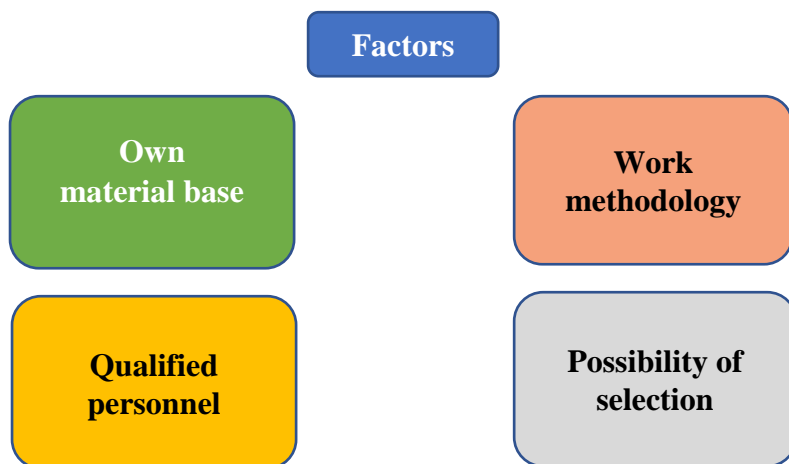 Factors
Own
material base
Work
methodology
Qualified
personnel
Possibility of
selection